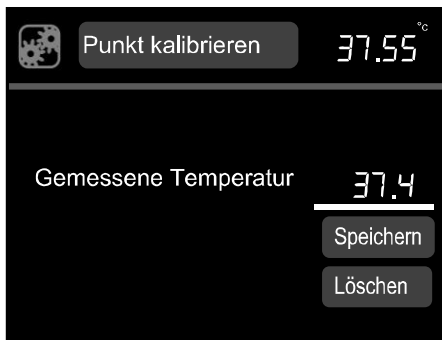 Punkt kalibrieren 37.55 °C
Gemessene Temperatur 37.4
Speichern
Löschen